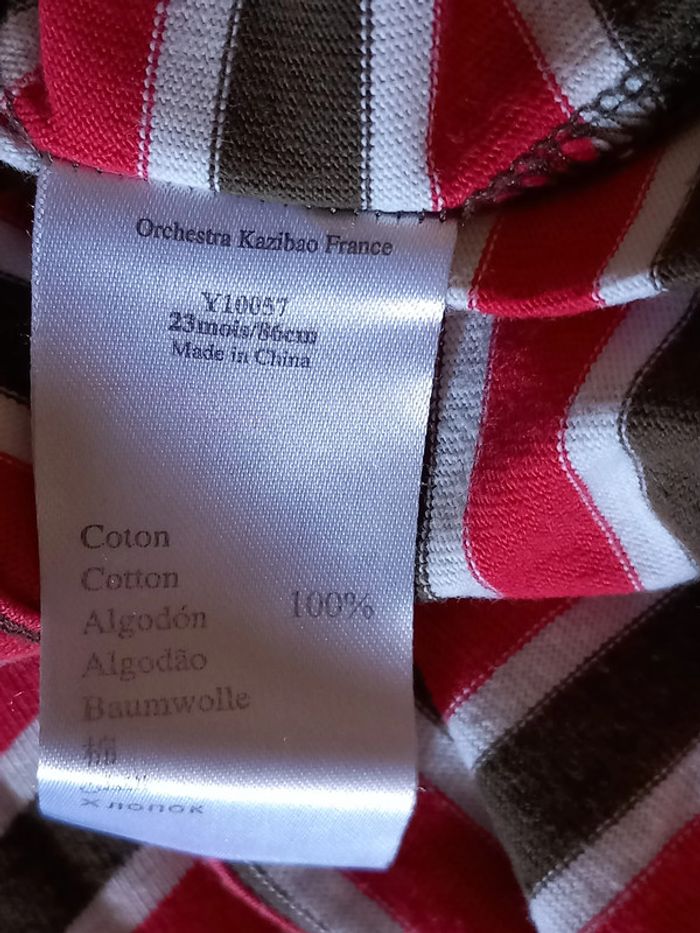 Orchestra Kazibao France
Y10057
23mois/86cm
Made in China
Coton
Cotton
Algodón
100%
Algodão
Baumwolle
棉
Хлопок